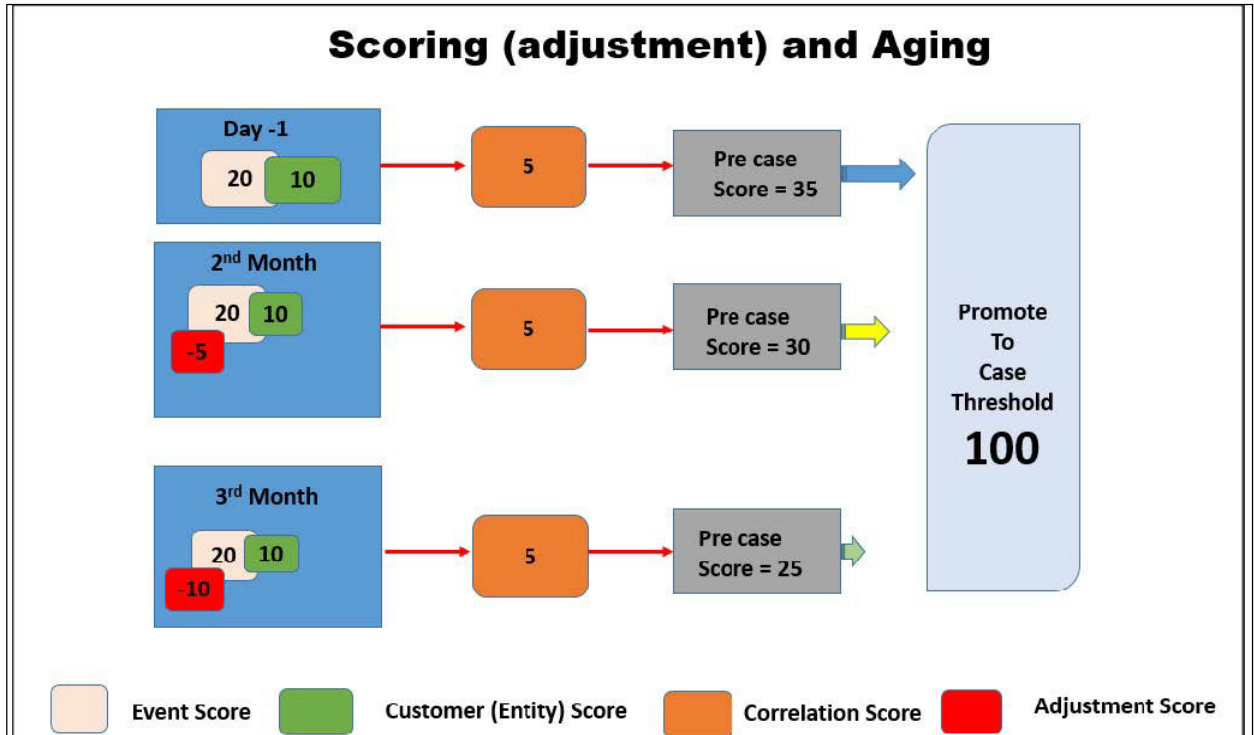 Scoring (adjustment) and Aging
Day -1
20
10
5
Pre case
Score = 35
2nd Month
20
10
-5
5
Pre case
Score = 30
3rd Month
20
10
-10
5
Pre case
Score = 25
Promote
To
Case
Threshold
100
Event Score
Customer (Entity) Score
Correlation Score
Adjustment Score